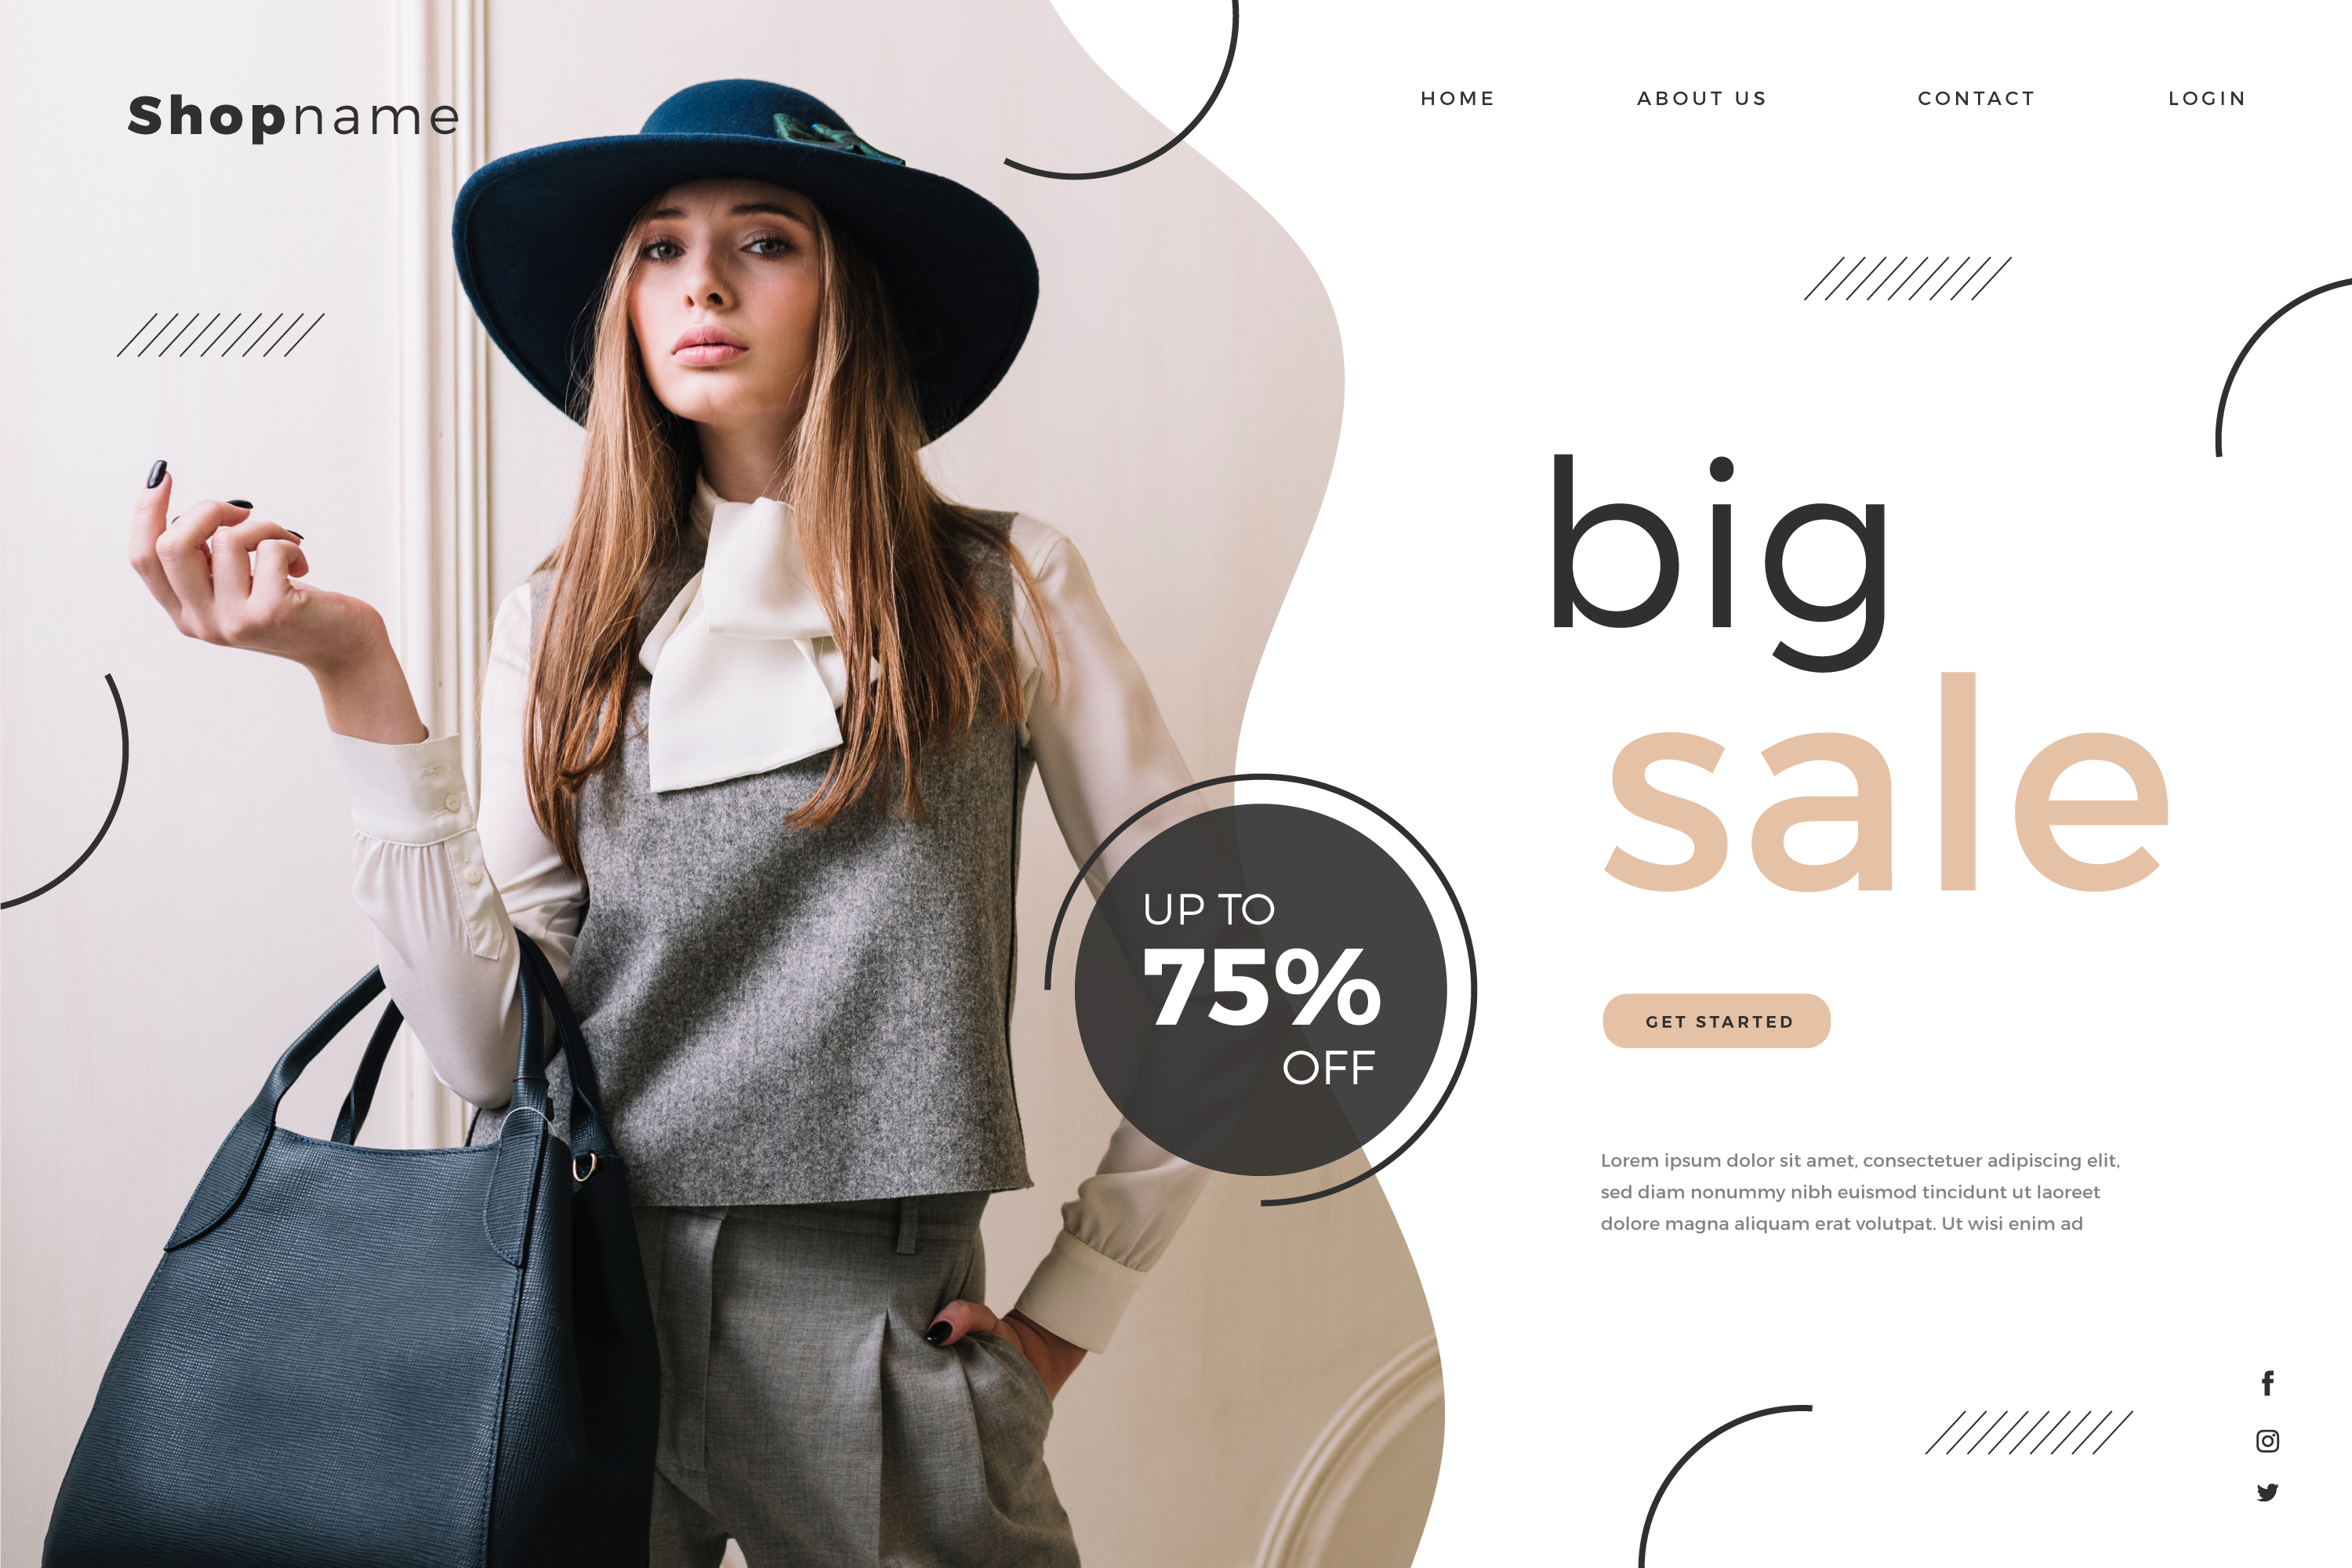 Shopname
HOME ABOUT US CONTACT LOGIN
big
sale
UP TO
75%
OFF
GET STARTED
Lorem ipsum dolor sit amet, consectetuer adipiscing elit,
sed diam nonummy nibh euismod tincidunt ut laoreet
dolore magna aliquam erat volutpat. Ut wisi enim ad